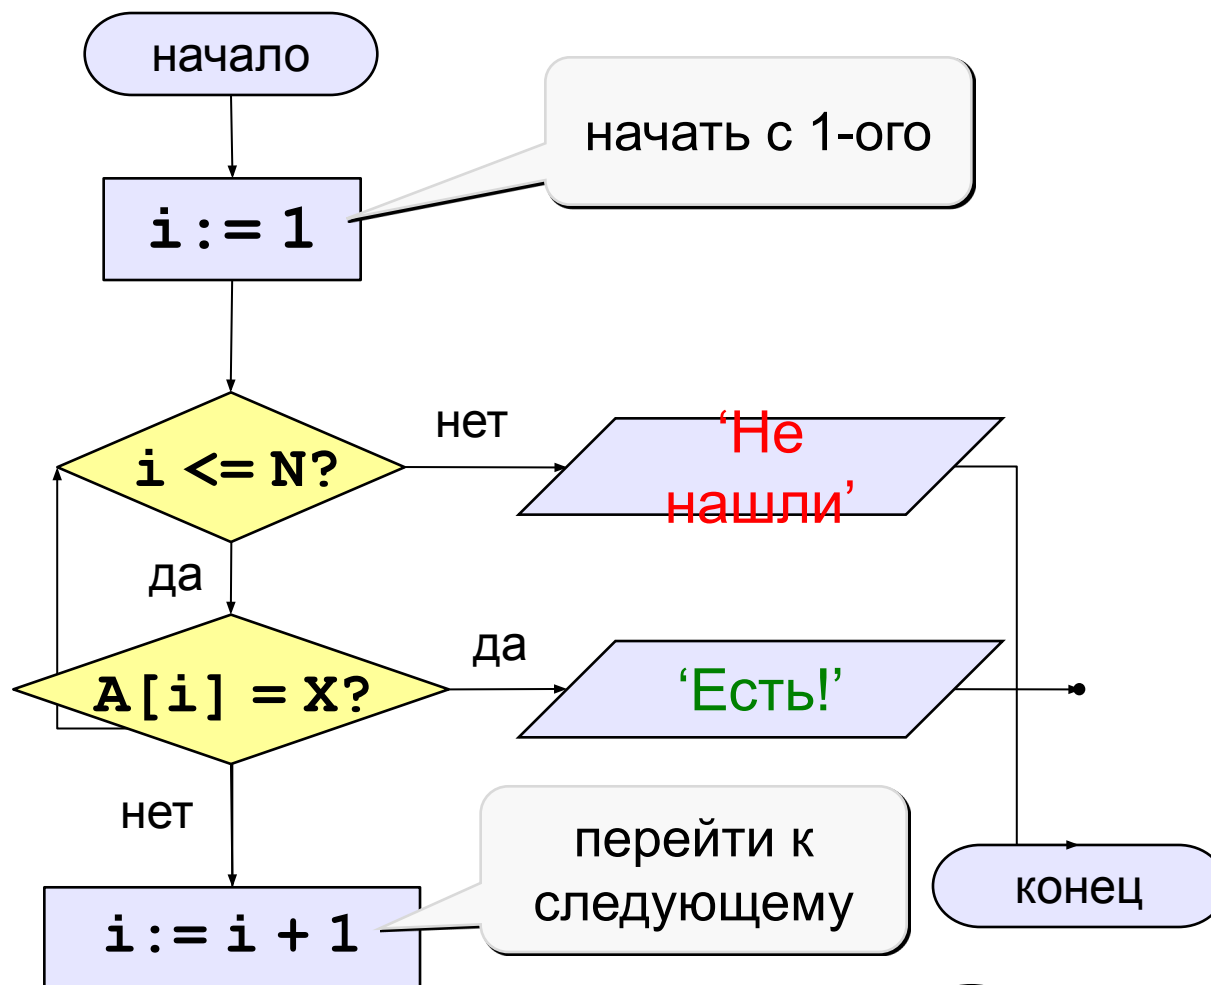 начало
начать с 1-ого
i:= 1
нет
i <= N?
‘Не
нашли’
да
да
A[i] = X?
‘Есть!’
нет
перейти к
следующему
конец
i:= i + 1